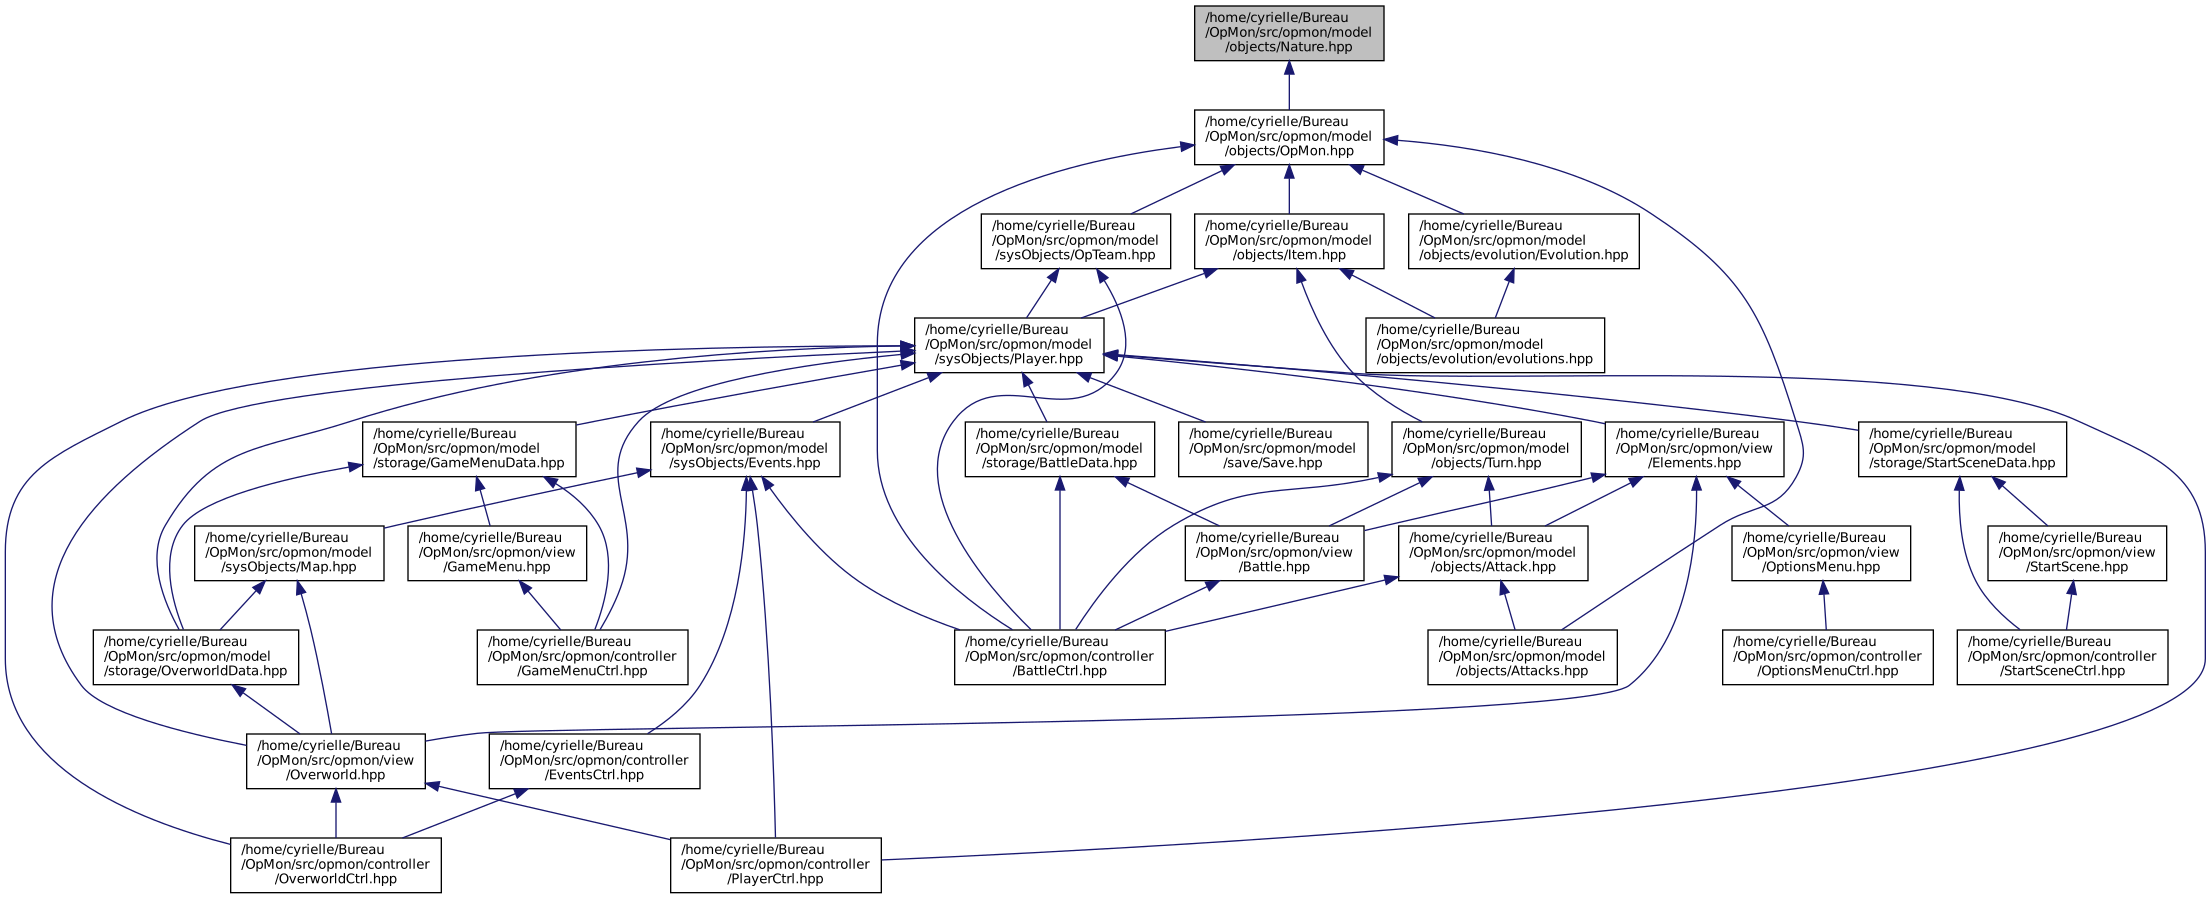 /home/cyrielle/Bureau
/OpMon/src/opmon/model
/objects/Nature.hpp
/home/cyrielle/Bureau
/OpMon/src/opmon/model
/objects/OpMon.hpp
/home/cyrielle/Bureau
/OpMon/src/opmon/model
/sysObjects/OpTeam.hpp
/home/cyrielle/Bureau
/OpMon/src/opmon/model
/objects/Item.hpp
/home/cyrielle/Bureau
/OpMon/src/opmon/model
/objects/evolution/Evolution.hpp
/home/cyrielle/Bureau
/OpMon/src/opmon/model
/sysObjects/Player.hpp
/home/cyrielle/Bureau
/OpMon/src/opmon/model
/objects/evolution/evolutions.hpp
/home/cyrielle/Bureau
/OpMon/src/opmon/model
/storage/GameMenuData.hpp
/home/cyrielle/Bureau
/OpMon/src/opmon/model
/sysObjects/Events.hpp
/home/cyrielle/Bureau
/OpMon/src/opmon/model
/storage/BattleData.hpp
/home/cyrielle/Bureau
/OpMon/src/opmon/model
/save/Save.hpp
/home/cyrielle/Bureau
/OpMon/src/opmon/model
/objects/Turn.hpp
/home/cyrielle/Bureau
/OpMon/src/opmon/view
/Elements.hpp
/home/cyrielle/Bureau
/OpMon/src/opmon/model
/storage/StartSceneData.hpp
/home/cyrielle/Bureau
/OpMon/src/opmon/model
/sysObjects/Map.hpp
/home/cyrielle/Bureau
/OpMon/src/opmon/view
/GameMenu.hpp
/home/cyrielle/Bureau
/OpMon/src/opmon/view
/Battle.hpp
/home/cyrielle/Bureau
/OpMon/src/opmon/model
/objects/Attack.hpp
/home/cyrielle/Bureau
/OpMon/src/opmon/view
/OptionsMenu.hpp
/home/cyrielle/Bureau
/OpMon/src/opmon/view
/StartScene.hpp
/home/cyrielle/Bureau
/OpMon/src/opmon/model
/storage/OverworldData.hpp
/home/cyrielle/Bureau
/OpMon/src/opmon/controller
/GameMenuCtrl.hpp
/home/cyrielle/Bureau
/OpMon/src/opmon/controller
/BattleCtrl.hpp
/home/cyrielle/Bureau
/OpMon/src/opmon/model
/objects/Attacks.hpp
/home/cyrielle/Bureau
/OpMon/src/opmon/controller
/OptionsMenuCtrl.hpp
/home/cyrielle/Bureau
/OpMon/src/opmon/controller
/StartSceneCtrl.hpp
/home/cyrielle/Bureau
/OpMon/src/opmon/view
/Overworld.hpp
/home/cyrielle/Bureau
/OpMon/src/opmon/controller
/EventsCtrl.hpp
/home/cyrielle/Bureau
/OpMon/src/opmon/controller
/OverworldCtrl.hpp
/home/cyrielle/Bureau
/OpMon/src/opmon/controller
/PlayerCtrl.hpp